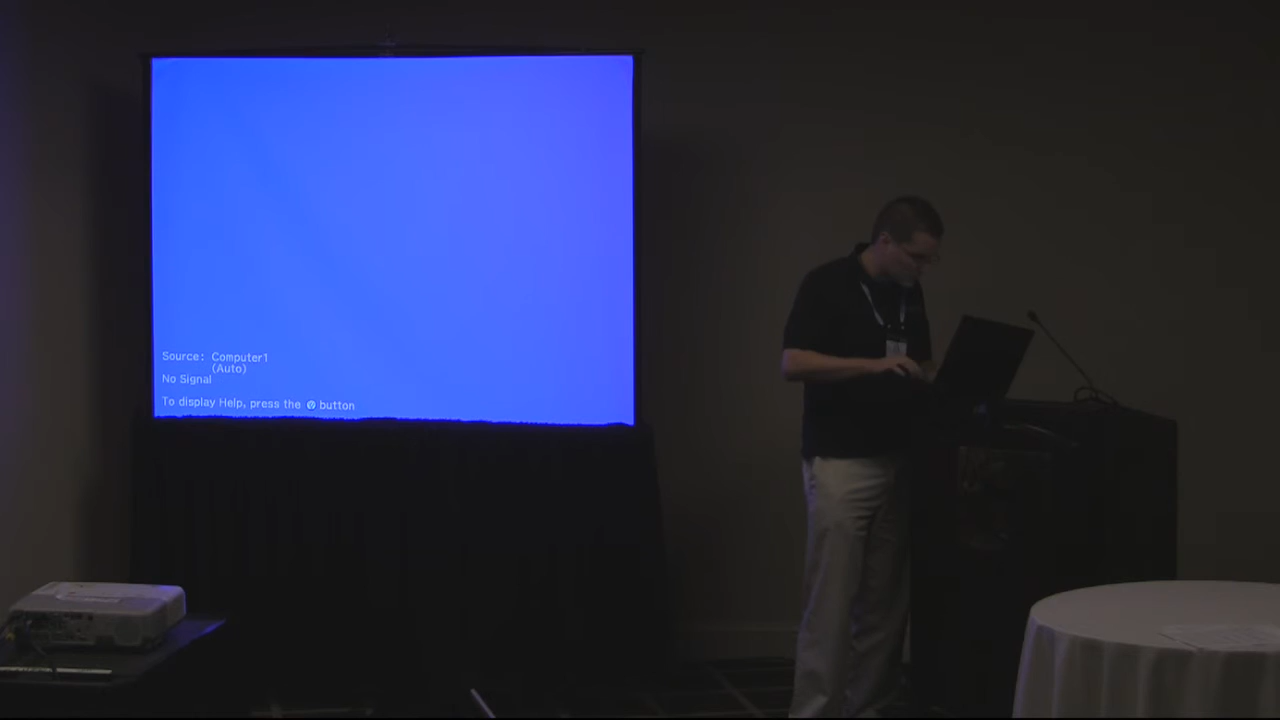 Source: Computer1
(Auto)
No Signal
To display Help, press the button